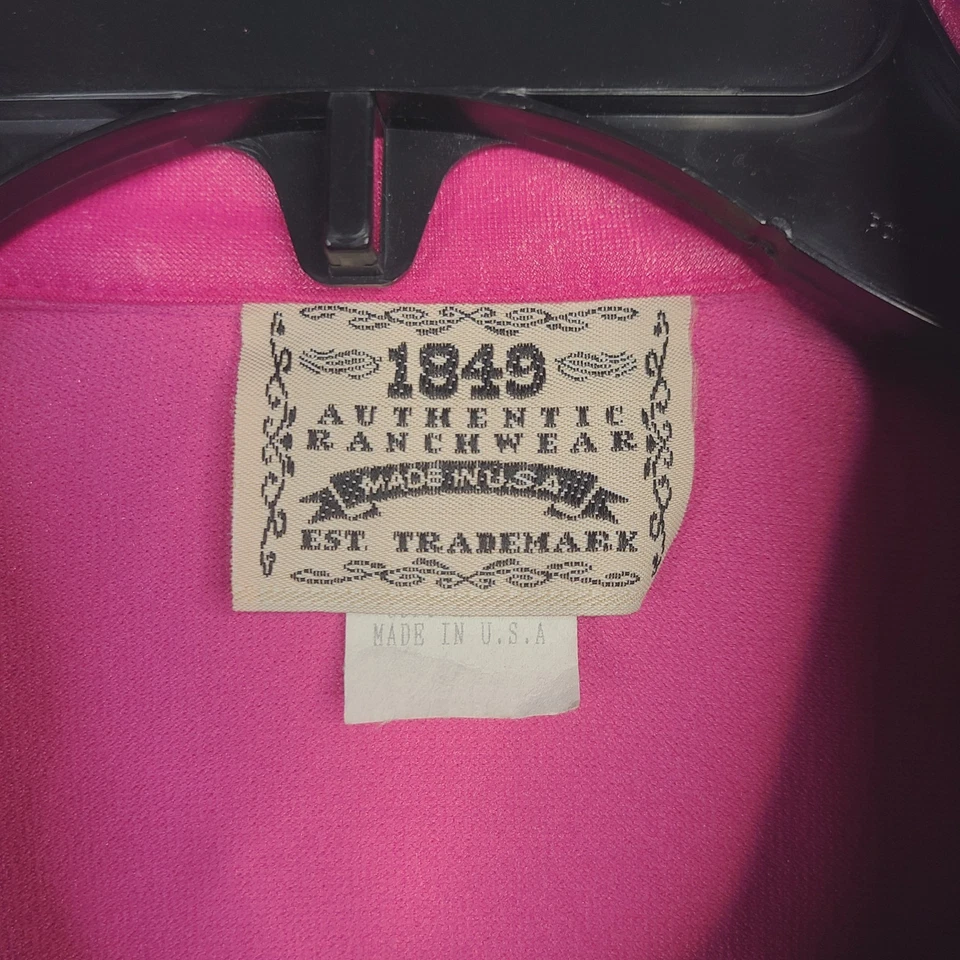 1849
AUTHENTIC
RANCHWEAR
MADE IN U.S.A.
EST. TRADEMARK
MADE IN U.S.A